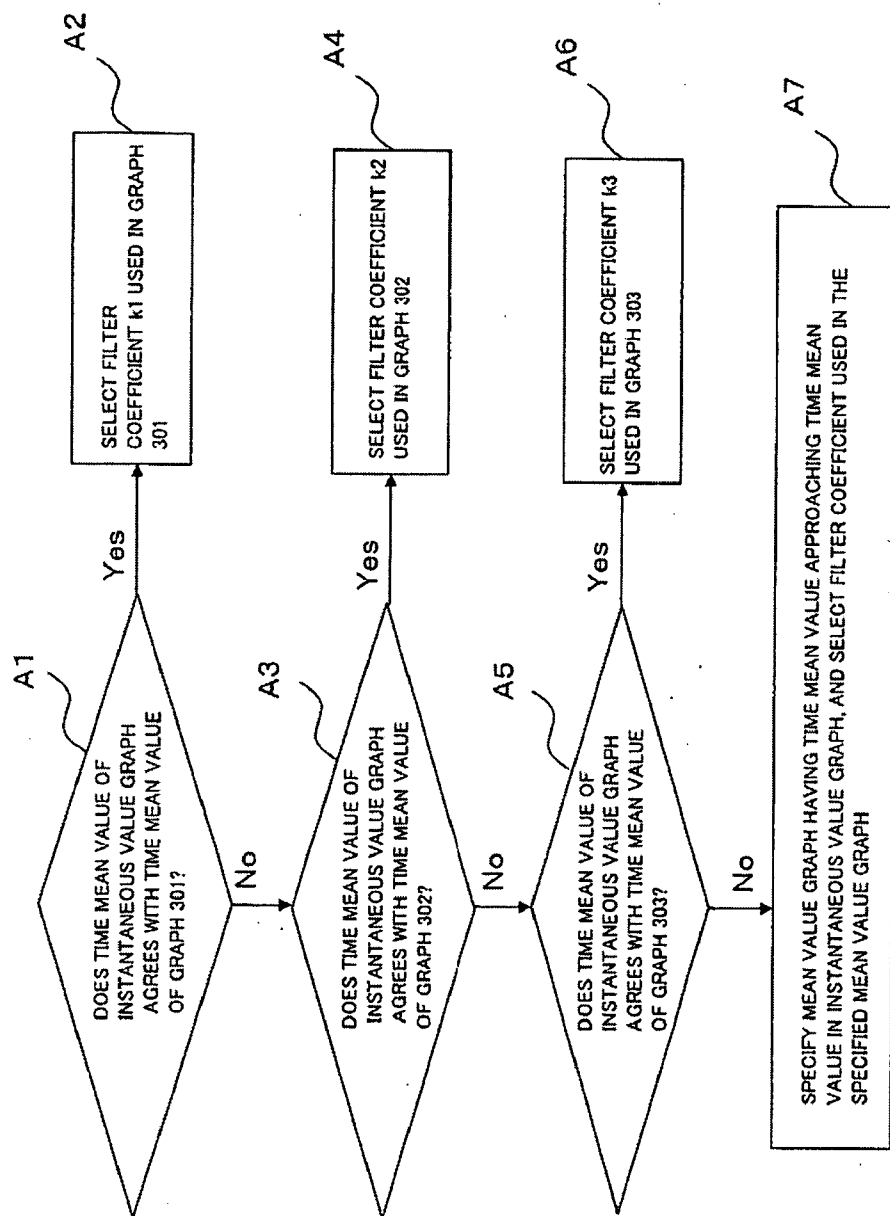 A1
DOES TIME MEAN VALUE OF
INSTANTANEOUS VALUE GRAPH
AGREES WITH TIME MEAN VALUE
OF GRAPH 301?
Yes
A2
SELECT FILTER
COEFFICIENT k1 USED IN GRAPH
301
No
A3
DOES TIME MEAN VALUE OF
INSTANTANEOUS VALUE GRAPH
AGREES WITH TIME MEAN VALUE
OF GRAPH 302?
Yes
A4
SELECT FILTER COEFFICIENT k2
USED IN GRAPH 302
No
A5
DOES TIME MEAN VALUE OF
INSTANTANEOUS VALUE GRAPH
AGREES WITH TIME MEAN VALUE
OF GRAPH 303?
Yes
A6
SELECT FILTER COEFFICIENT k3
USED IN GRAPH 303
No
A7
SPECIFY MEAN VALUE GRAPH HAVING TIME MEAN VALUE APPROACHING TIME MEAN
VALUE IN INSTANTANEOUS VALUE GRAPH, AND SELECT FILTER COEFFICIENT USED IN THE
SPECIFIED MEAN VALUE GRAPH